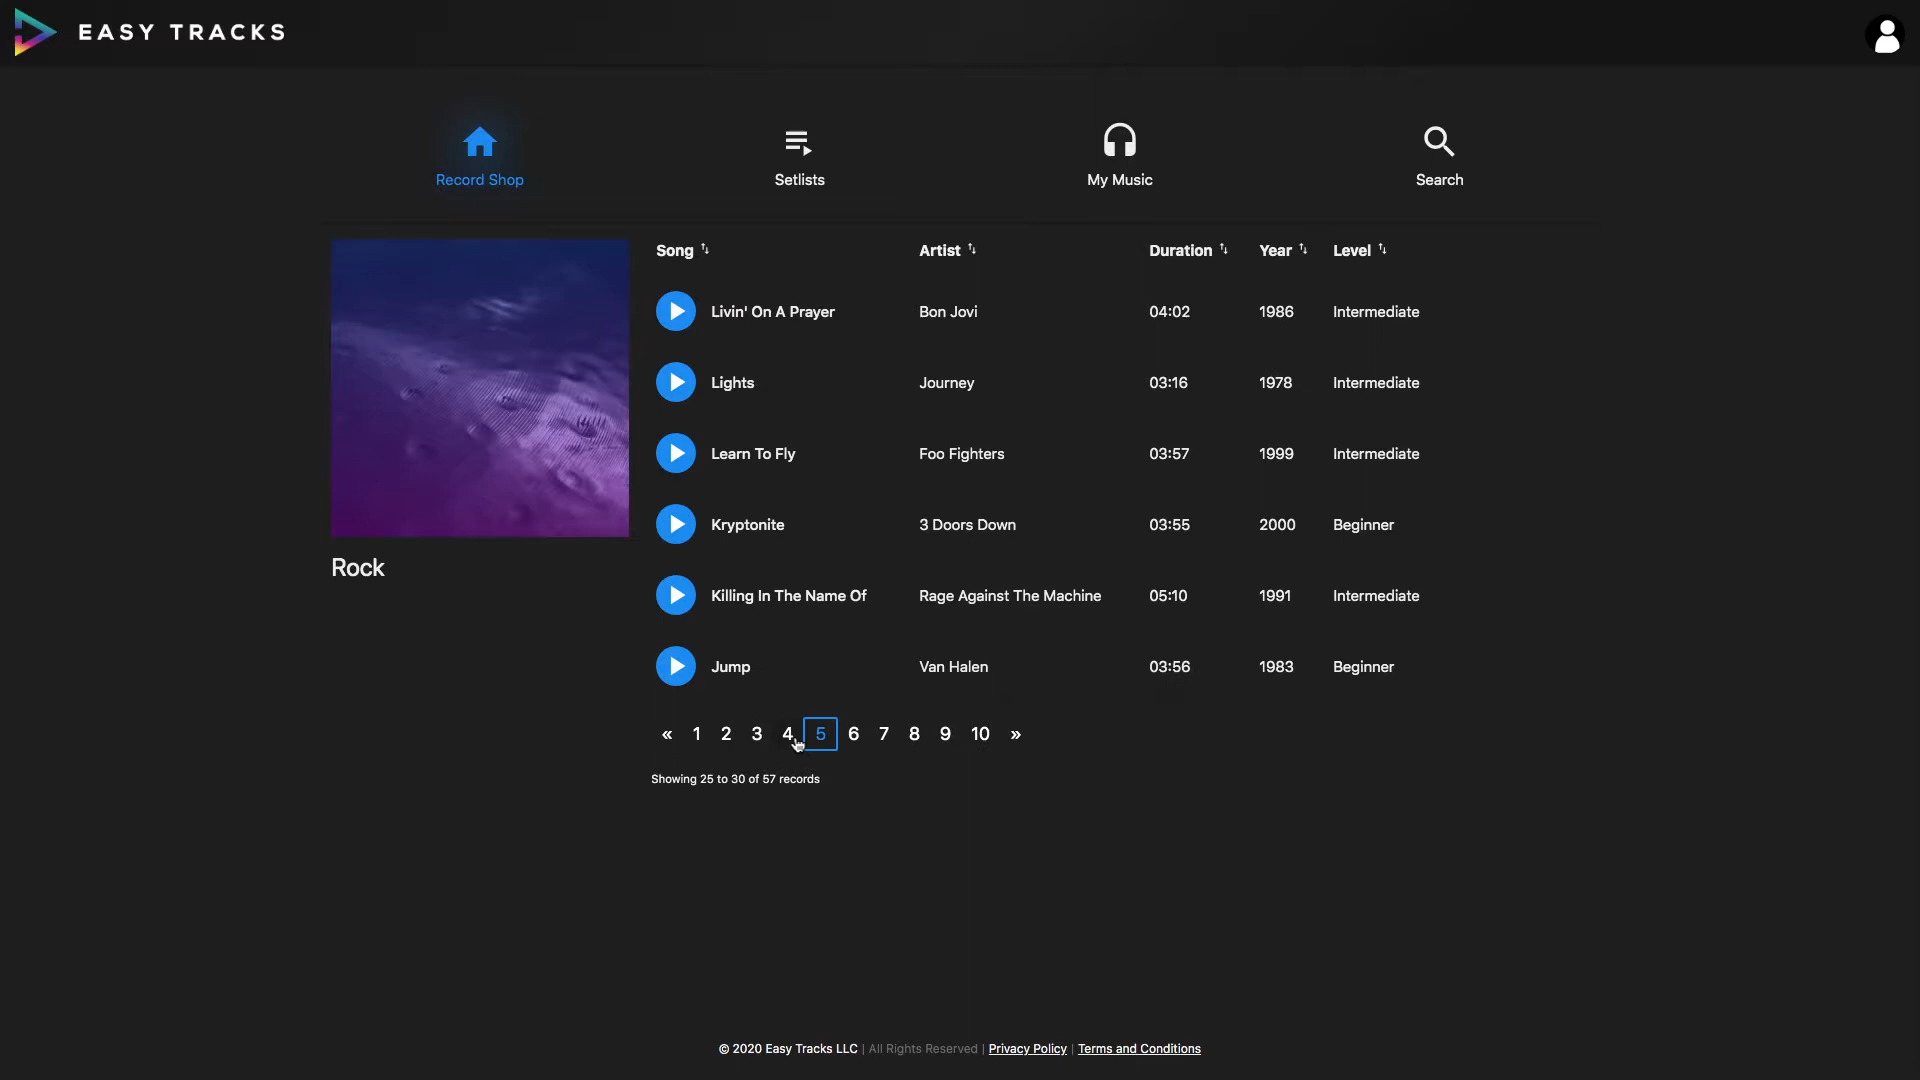 EASY TRACKS
Record Shop Setlists My Music Search
Song Artist Duration Year Level
Livin' On A Prayer Bon Jovi 04:02 1986 Intermediate
Lights Journey 03:16 1978 Intermediate
Learn To Fly Foo Fighters 03:57 1999 Intermediate
Kryptonite 3 Doors Down 03:55 2000 Beginner
Rock
Killing In The Name Of Rage Against The Machine 05:10 1991 Intermediate
Jump Van Halen 03:56 1983 Beginner
« 1 2 3 4 5 6 7 8 9 10 »
Showing 25 to 30 of 57 records
© 2020 Easy Tracks LLC | All Rights Reserved | Privacy Policy | Terms and Conditions